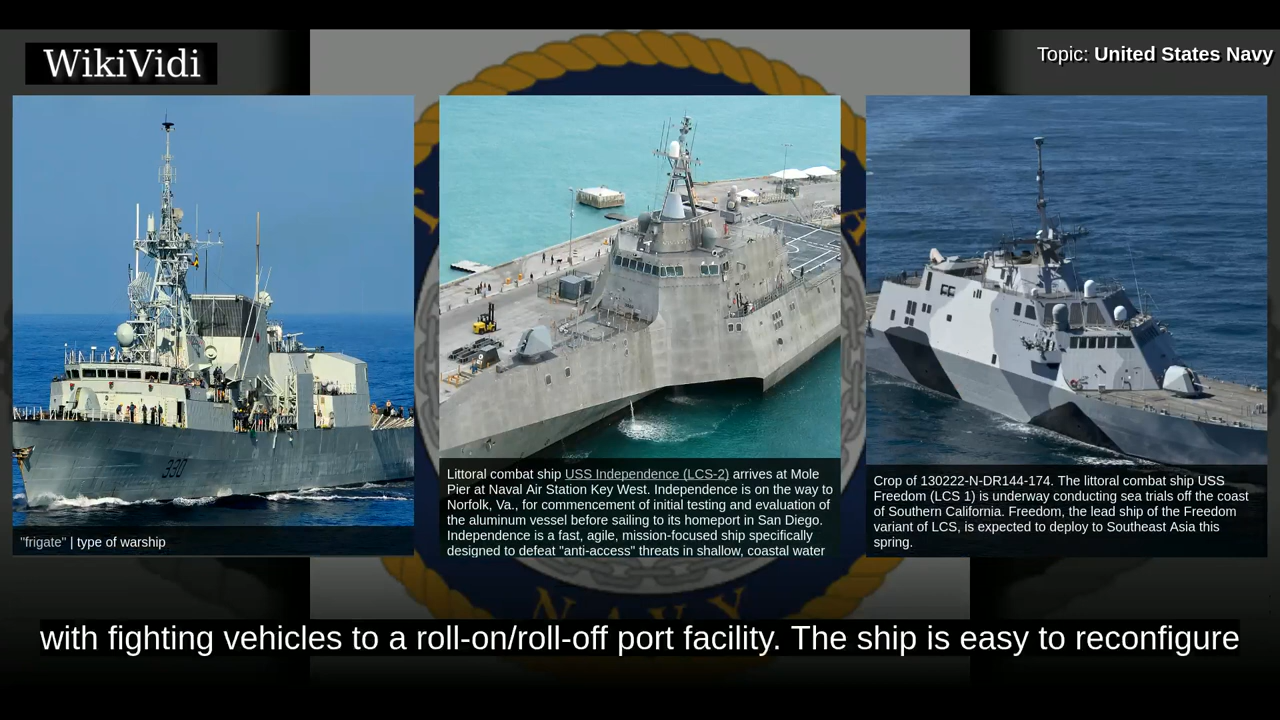 WikiVidi
Topic: United States Navy
330
"frigate" | type of warship
Littoral combat ship USS Independence (LCS-2) arrives at Mole
Pier at Naval Air Station Key West. Independence is on the way to
Norfolk, Va., for commencement of initial testing and evaluation of
the aluminum vessel before sailing to its homeport in San Diego.
Independence is a fast, agile, mission-focused ship specifically
designed to defeat "anti-access" threats in shallow, coastal water
Crop of 130222-N-DR144-174. The littoral combat ship USS
Freedom (LCS 1) is underway conducting sea trials off the coast
of Southern California. Freedom, the lead ship of the Freedom
variant of LCS, is expected to deploy to Southeast Asia this
spring.
NAVY
with fighting vehicles to a roll-on/roll-off port facility. The ship is easy to reconfigure